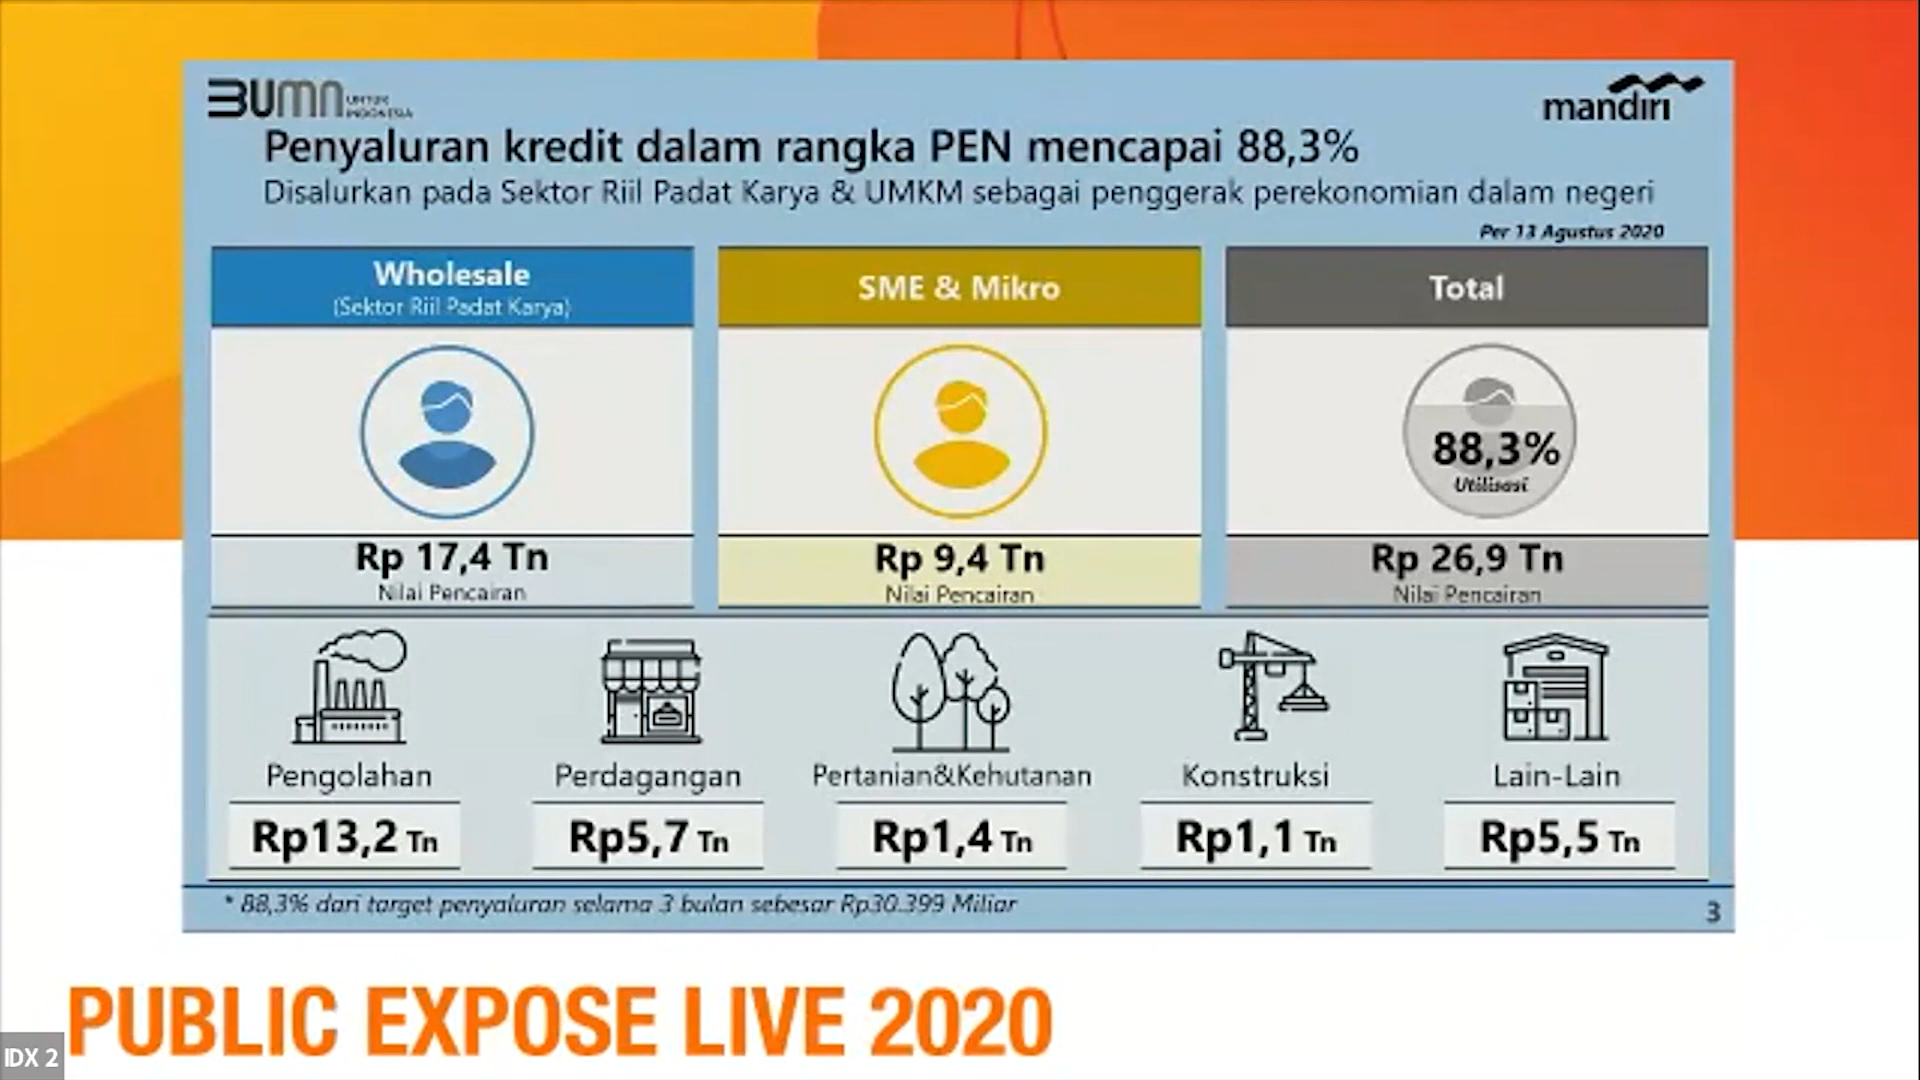 BUMN UNTUK INDONESIA
mandiri
Penyaluran kredit dalam rangka PEN mencapai 88,3%
Disalurkan pada Sektor Riil Padat Karya & UMKM sebagai penggerak perekonomian dalam negeri
Per 13 Agustus 2020
Wholesale
(Sektor Riil Padat Karya)
SME & Mikro
Total
88,3%
Utilisasi
Rp 17,4 Tn
Nilai Pencairan
Rp 9,4 Tn
Nilai Pencairan
Rp 26,9 Tn
Nilai Pencairan
Pengolahan
Rp13,2 Tn
Perdagangan
Rp5,7 Tn
Pertanian&Kehutanan
Rp1,4 Tn
Konstruksi
Rp1,1 Tn
Lain-Lain
Rp5,5 Tn
* 88,3% dari target penyaluran selama 3 bulan sebesar Rp30.399 Miliar
3
PUBLIC EXPOSE LIVE 2020
IDX 2